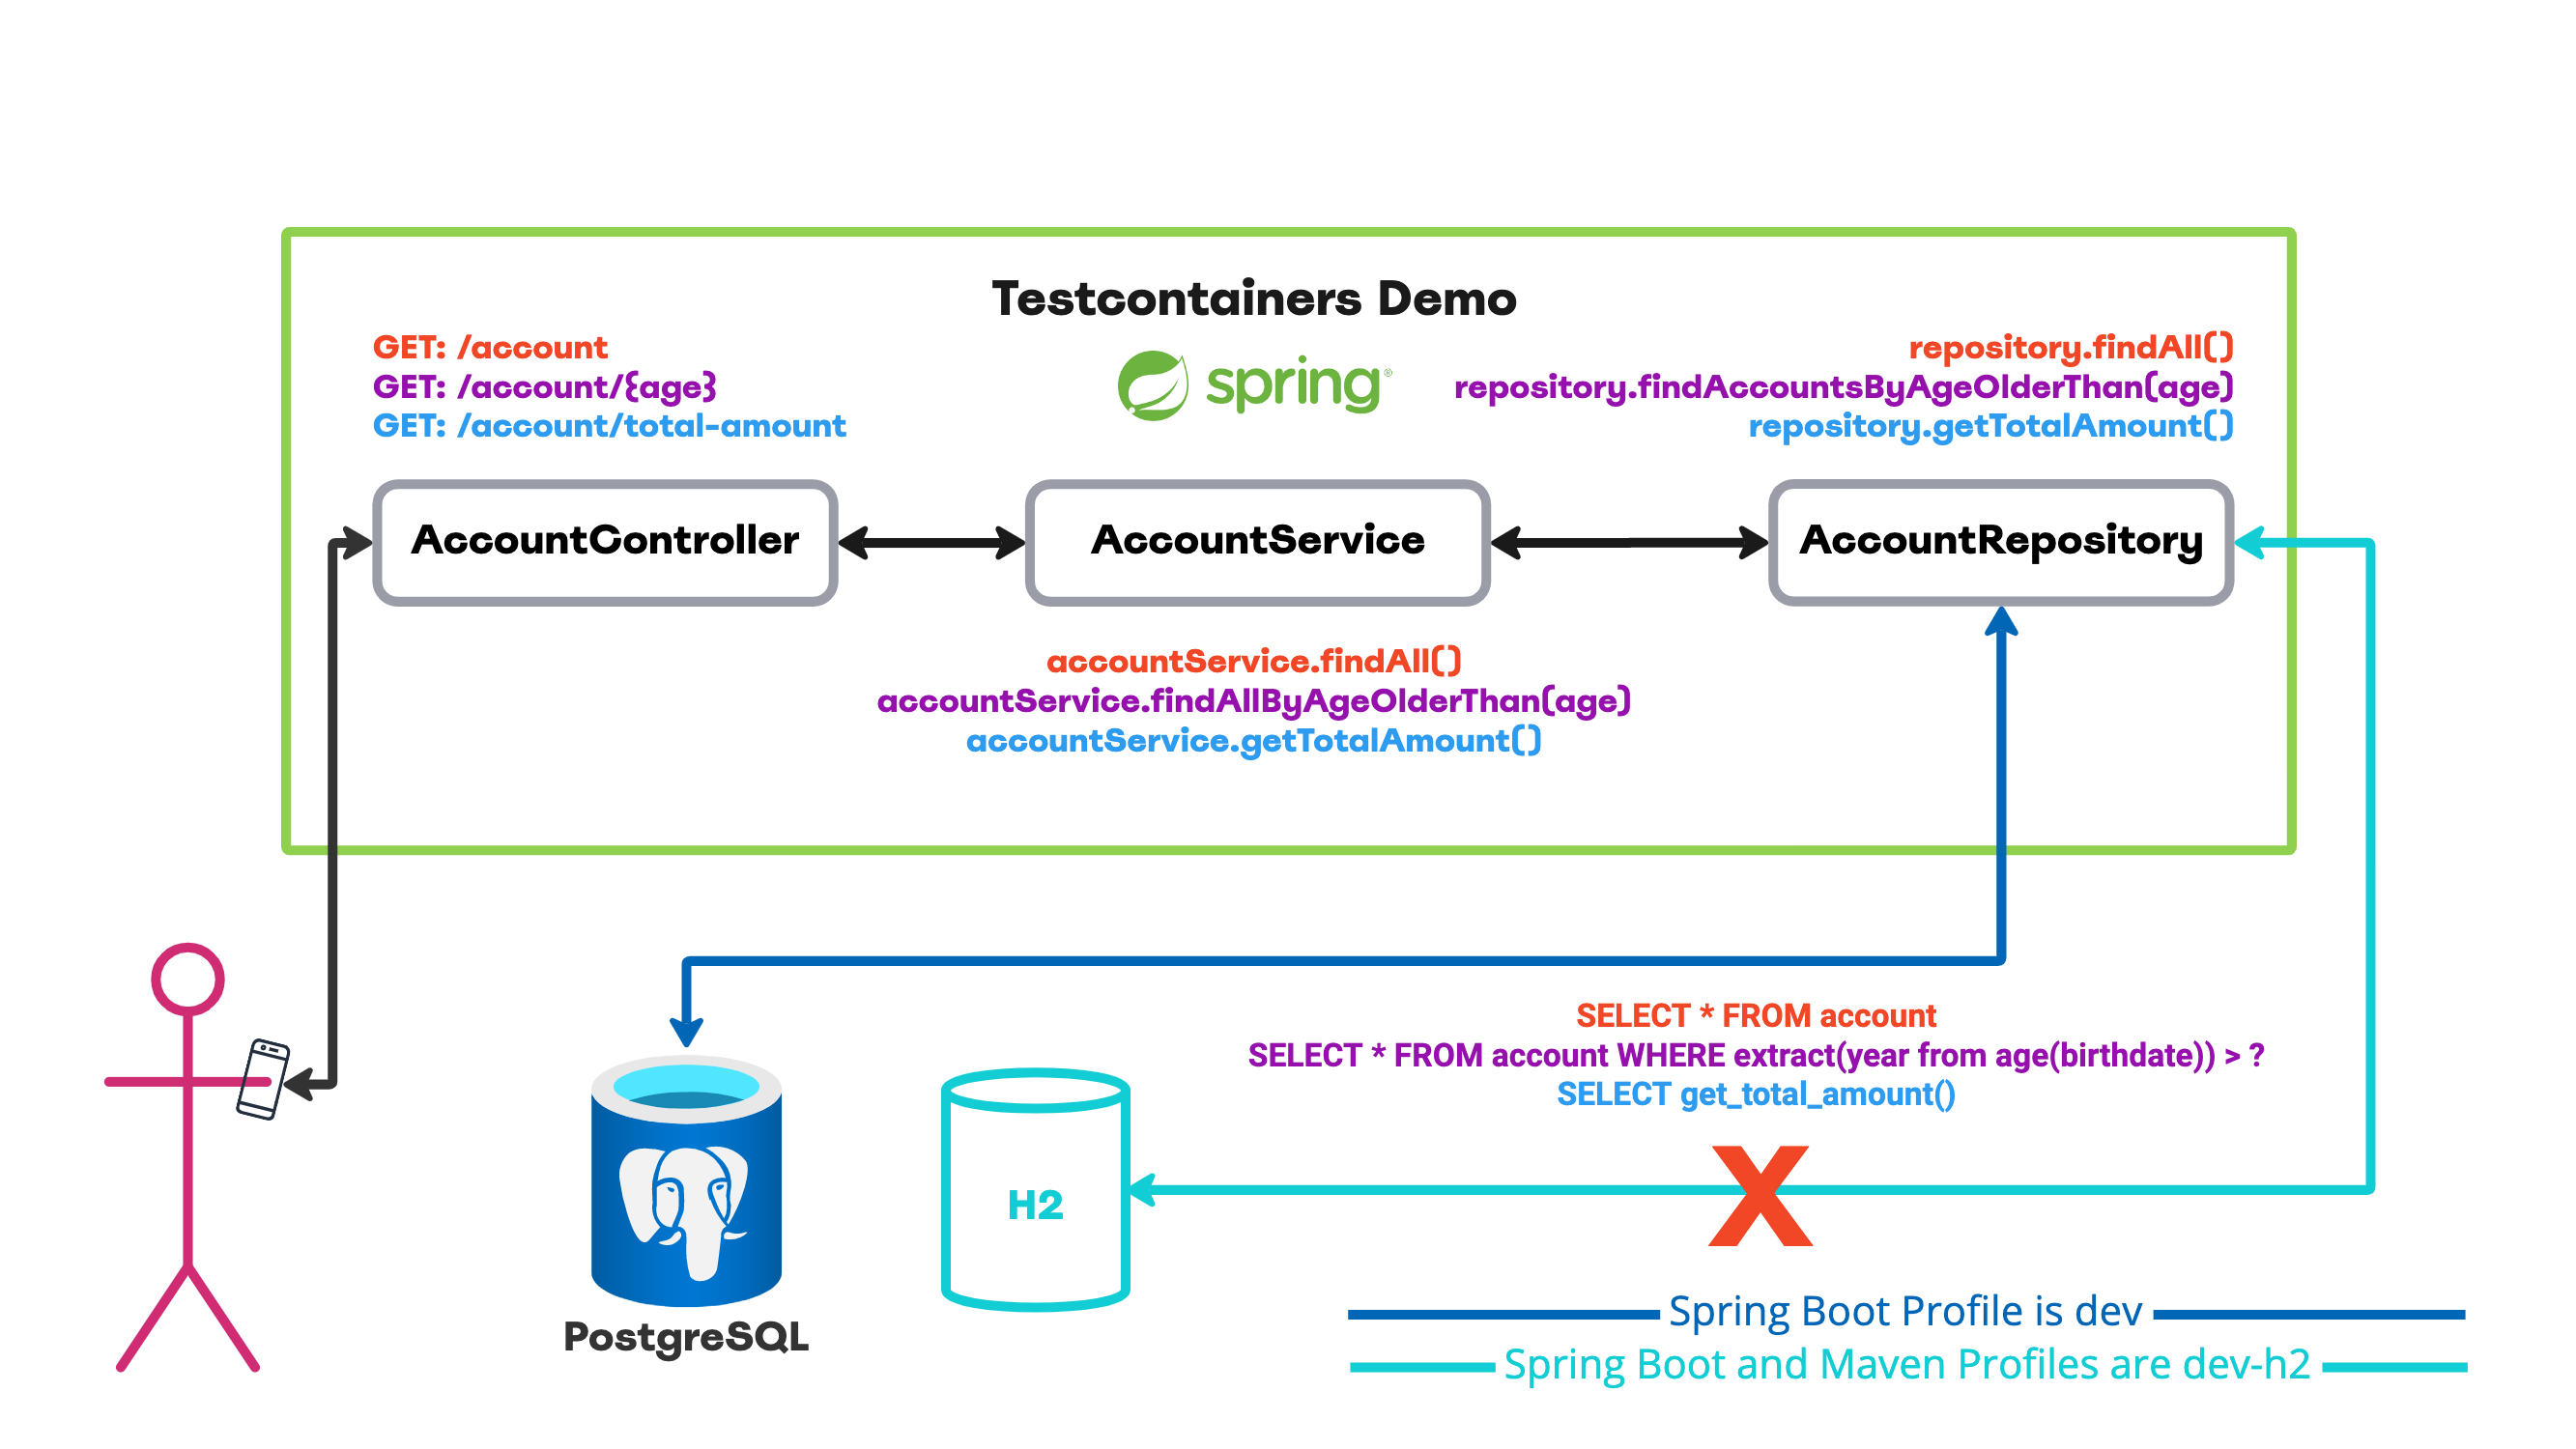 Testcontainers Demo
GET: /account
GET: /account/{age}
GET: /account/total-amount
spring®
repository.findAll()
repository.findAccountsByAgeOlderThan(age)
repository.getTotalAmount()
AccountController
AccountService
AccountRepository
accountService.findAll()
accountService.findAllByAgeOlderThan(age)
accountService.getTotalAmount()
SELECT * FROM account
SELECT * FROM account WHERE extract(year from age(birthdate)) > ?
SELECT get_total_amount()
H2
X
PostgreSQL
Spring Boot Profile is dev
Spring Boot and Maven Profiles are dev-h2